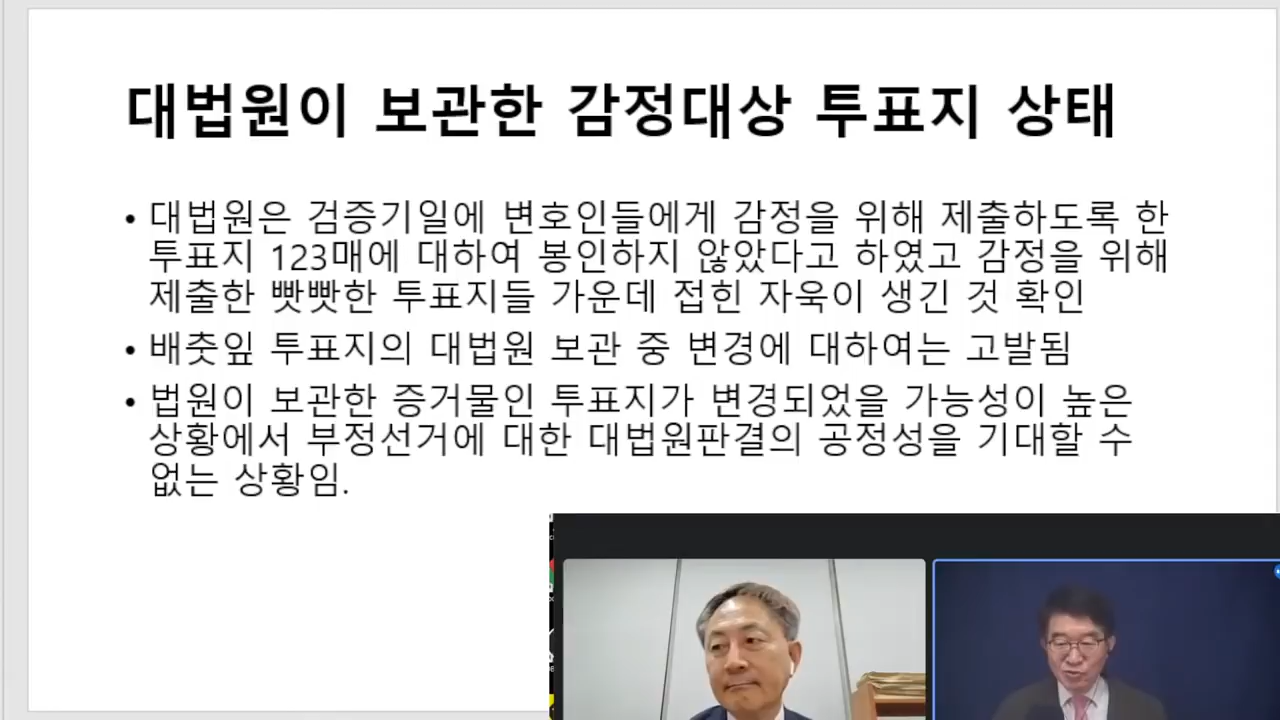 대법원이 보관한 감정대상 투표지 상태
• 대법원은 검증기일에 변호인들에게 감정을 위해 제출하도록 한
투표지 123매에 대하여 봉인하지 않았다고 하였고 감정을 위해
제출한 빳빳한 투표지들 가운데 접힌 자욱이 생긴 것 확인
• 배춧잎 투표지의 대법원 보관 중 변경에 대하여는 고발됨
• 법원이 보관한 증거물인 투표지가 변경되었을 가능성이 높은
상황에서 부정선거에 대한 대법원판결의 공정성을 기대할 수
없는 상황임.